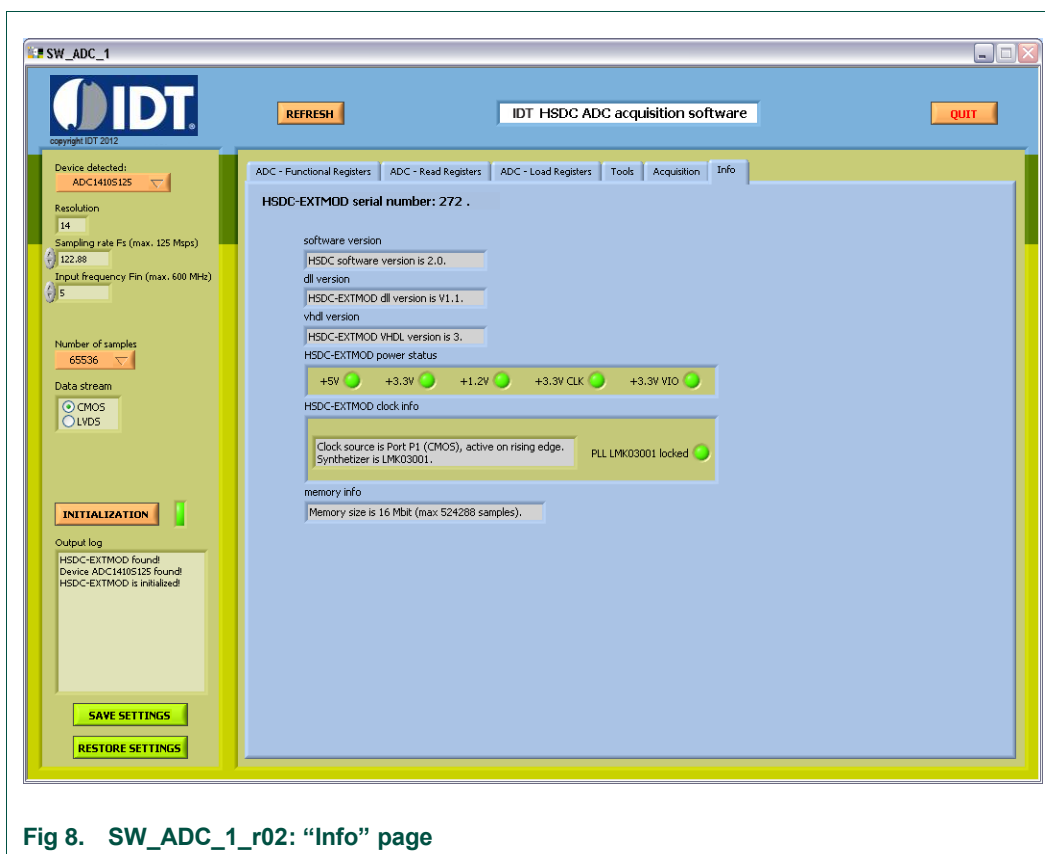 SW_ADC_1
IDT.
copyright IDT 2012
REFRESH
IDT HSDC ADC acquisition software
QUIT
Device detected:
ADC1410S125
Resolution
14
Sampling rate Fs (max. 125 Msps)
122.88
Input frequency Fin (max. 600 MHz)
5
Number of samples
65536
Data stream
CMOS
LVDS
INITIALIZATION
Output log
HSDC-EXTMOD found!
Device ADC1410S125 found!
HSDC-EXTMOD is initialized!
SAVE SETTINGS
RESTORE SETTINGS
ADC - Functional Registers ADC - Read Registers ADC - Load Registers Tools Acquisition Info
HSDC-EXTMOD serial number: 272 .
software version
HSDC software version is 2.0.
dll version
HSDC-EXTMOD dll version is V1.1.
vhdl version
HSDC-EXTMOD VHDL version is 3.
HSDC-EXTMOD power status
+5V +3.3V +1.2V +3.3V CLK +3.3V VIO
HSDC-EXTMOD clock info
Clock source is Port P1 (CMOS), active on rising edge.
Synthetizer is LMK03001.
PLL LMK03001 locked
memory info
Memory size is 16 Mbit (max 524288 samples).
Fig 8. SW_ADC_1_r02: “Info” page